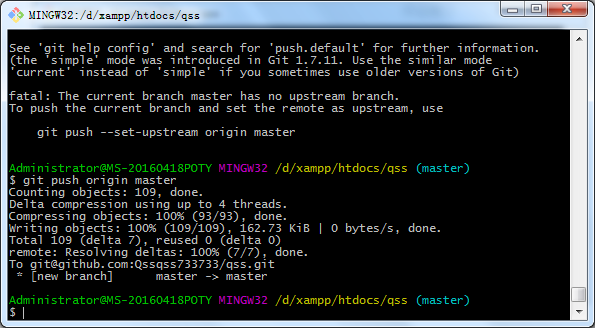 MINGW32:/d/xampp/htdocs/qss
See 'git help config' and search for 'push.default' for further information.
(the 'simple' mode was introduced in Git 1.7.11. Use the similar mode
'current' instead of 'simple' if you sometimes use older versions of Git)
fatal: The current branch master has no upstream branch.
To push the current branch and set the remote as upstream, use
git push --set-upstream origin master
Administrator@MS-20160418POTY MINGW32 /d/xampp/htdocs/qss (master)
$ git push origin master
Counting objects: 109, done.
Delta compression using up to 4 threads.
Compressing objects: 100% (93/93), done.
Writing objects: 100% (109/109), 162.73 KiB | 0 bytes/s, done.
Total 109 (delta 7), reused 0 (delta 0)
remote: Resolving deltas: 100% (7/7), done.
To git@github.com:Qssqss733733/qss.git
* [new branch]      master -> master
Administrator@MS-20160418POTY MINGW32 /d/xampp/htdocs/qss (master)
$